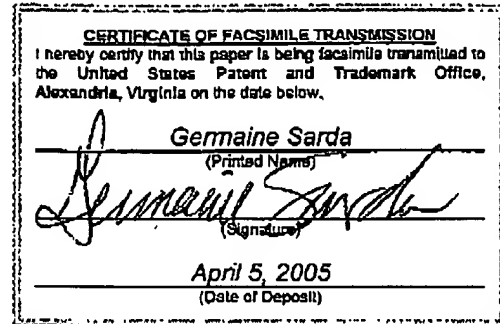 CERTIFICATE OF FACSIMILE TRANSMISSION
I hereby certify that this paper is being facsimile transmitted to
the United States Patent and Trademark Office,
Alexandria, Virginia on the date below.
Germaine Sarda
(Printed Name)
Germaine Sarda
(Signature)
April 5, 2005
(Date of Deposit)